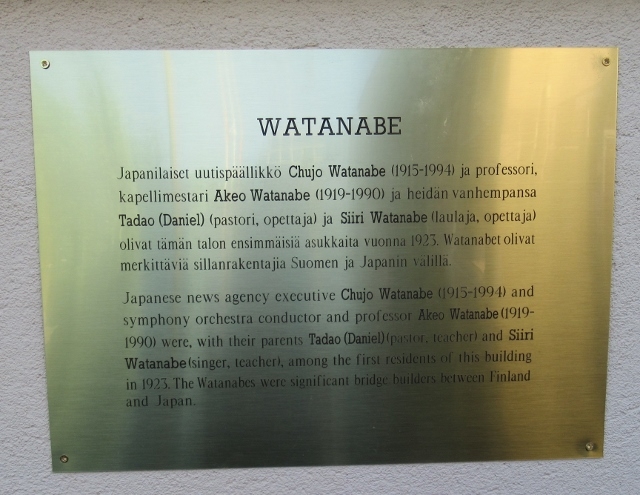 WATANABE
Japanilaiset uutispäällikkö Chujo Watanabe (1915-1994) ja professori,
kapellimestari Akeo Watanabe (1919-1990) ja heidän vanhempansa
Tadao (Daniel) (pastori, opettaja) ja Siiri Watanabe (laulaja, opettaja)
olivat tämän talon ensimmäisiä asukkaita vuonna 1923. Watanabet olivat
merkittäviä sillanrakentajia Suomen ja Japanin välillä.
Japanese news agency executive Chujo Watanabe (1915-1994) and
symphony orchestra conductor and professor Akeo Watanabe (1919-
1990) were, with their parents Tadao (Daniel) (pastor, teacher) and Siiri
Watanabe (singer, teacher), among the first residents of this building
in 1923. The Watanabes were significant bridge builders between Finland
and Japan.